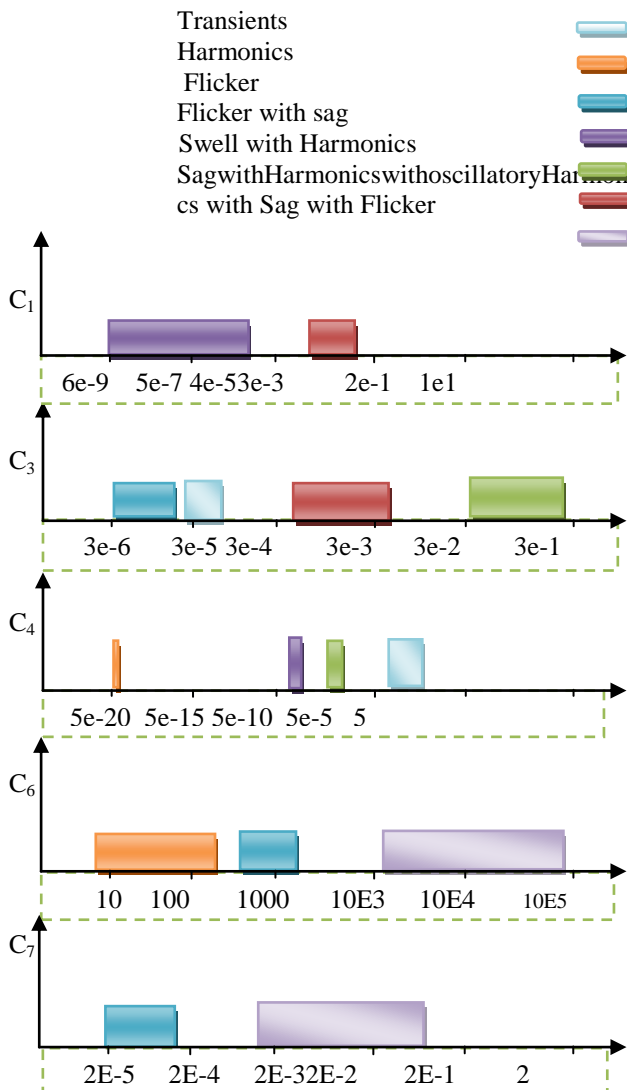 Transients
Harmonics
Flicker
Flicker with sag
Swell with Harmonics
SagwithHarmonicswithoscillatoryHarmoni
cs with Sag with Flicker
C1
6e-9 5e-7 4e-53e-3 2e-1 1e1
C3
3e-6 3e-5 3e-4 3e-3 3e-2 3e-1
C4
5e-20 5e-15 5e-10 5e-5 5
C6
10 100 1000 10E3 10E4 10E5
C7
2E-5 2E-4 2E-32E-2 2E-1 2